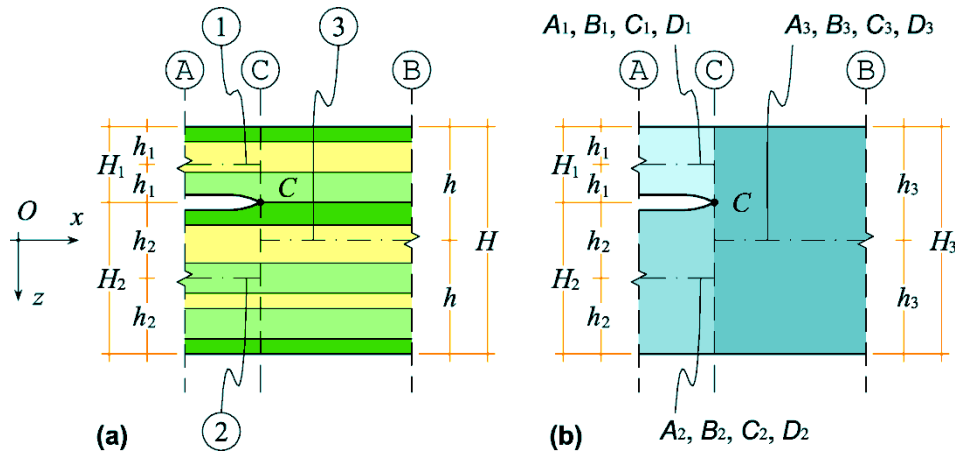 1
3
A1, B1, C1, D1
A3, B3, C3, D3
A
C
B
A
C
B
h1
H1
h1
C
C
O
x
h2
h
H
h2
h3
H3
H2
H2
z
h2
h
h2
h3
H1
h1
h1
(a)
2
(b)
A2, B2, C2, D2